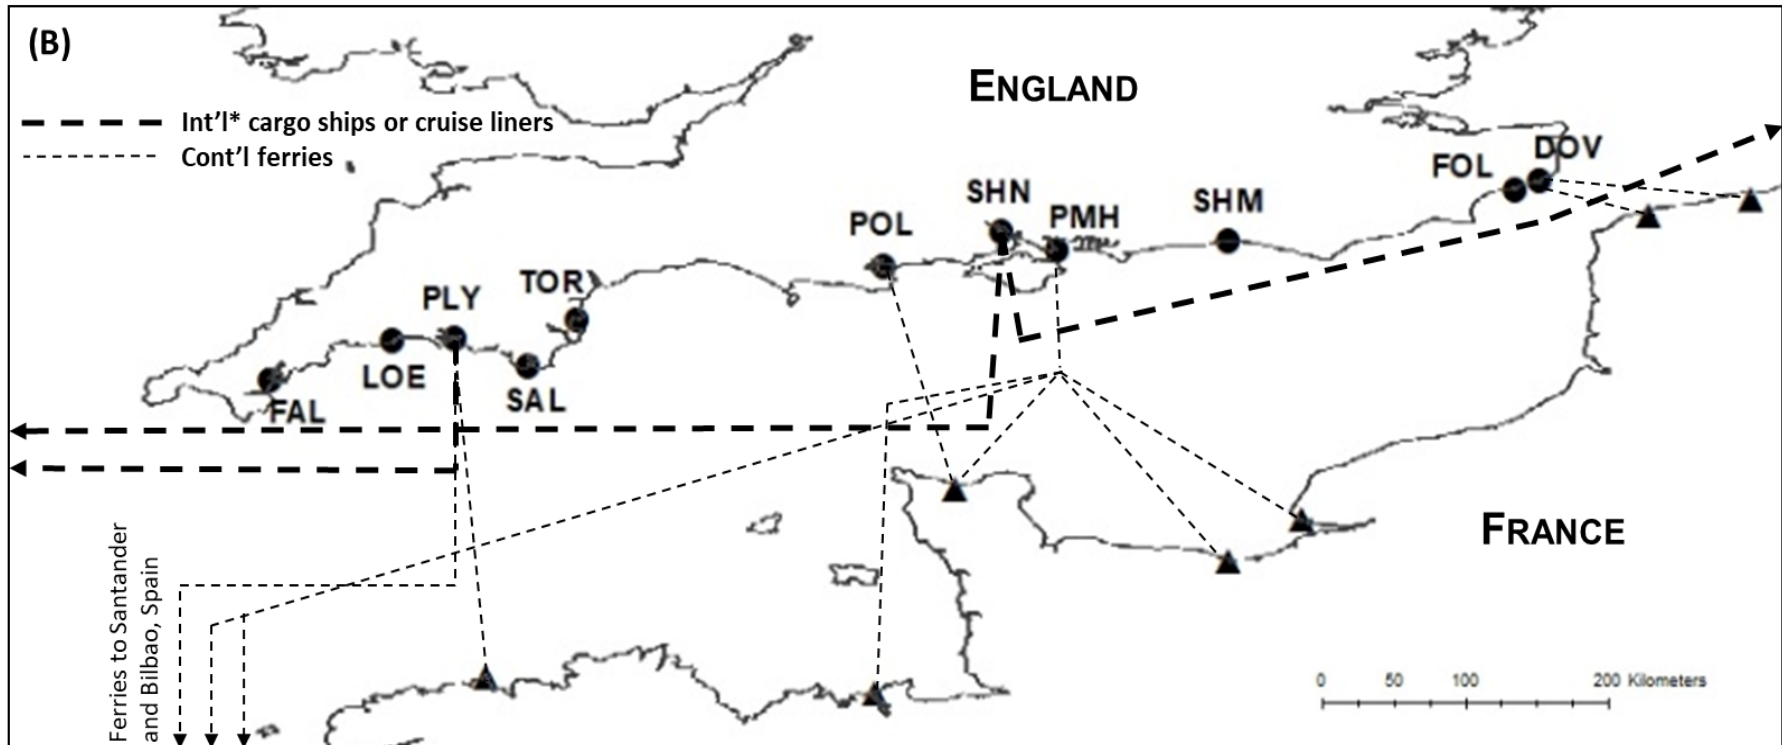 (B)
ENGLAND
Int'l* cargo ships or cruise liners
Cont'l ferries
DOV
FOL
SHN
SHM
PMH
POL
TOR
PLY
LOE
SAL
FAL
FRANCE
Ferries to Santander
and Bilbao, Spain
0 50 100 200 Kilometers